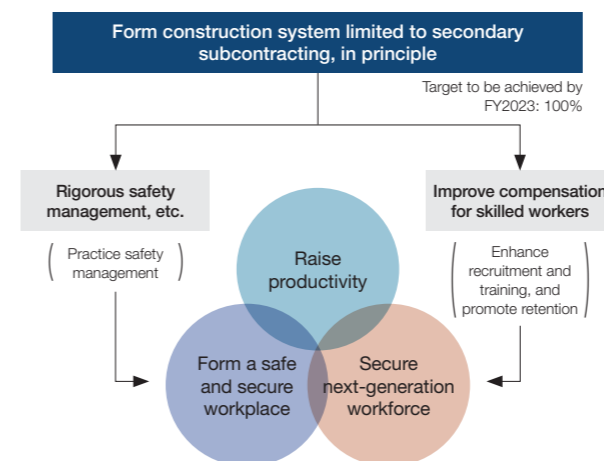 Form construction system limited to secondary
subcontracting, in principle
Target to be achieved by
FY2023: 100%
Rigorous safety
management, etc.
Improve compensation
for skilled workers
( Practice safety
management )
( Enhance
recruitment and
training, and
promote retention )
Raise
productivity
Form a safe
and secure
workplace
Secure
next-generation
workforce